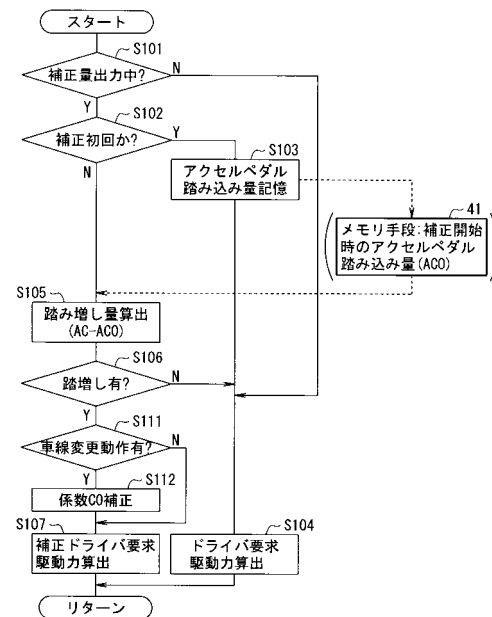 スタート
S101
補正量出力中?
N
Y
S102
補正初回か?
Y
N
S103
アクセルペダル
踏み込み量記憶
41
メモリ手段:補正開始
時のアクセルペダル
踏み込み量(ACO)
S105
踏み増し量算出
(AC-ACO)
S106
踏増し有?
N
Y
S111
車線変更動作有?
N
Y
S112
係数CO補正
S107
補正ドライバ要求
駆動力算出
S104
ドライバ要求
駆動力算出
リターン